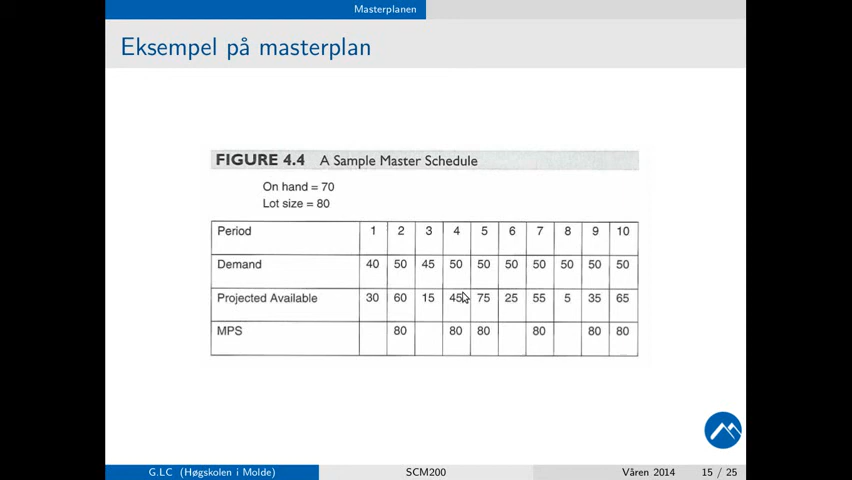 Masterplanen
Eksempel på masterplan
FIGURE 4.4 A Sample Master Schedule
On hand = 70
Lot size = 80
Period 1 2 3 4 5 6 7 8 9 10
Demand 40 50 45 50 50 50 50 50 50 50
Projected Available 30 60 15 45 75 25 55 5 35 65
MPS 80 80 80 80 80 80
G.LC (Høgskolen i Molde) SCM200 Våren 2014 15 / 25